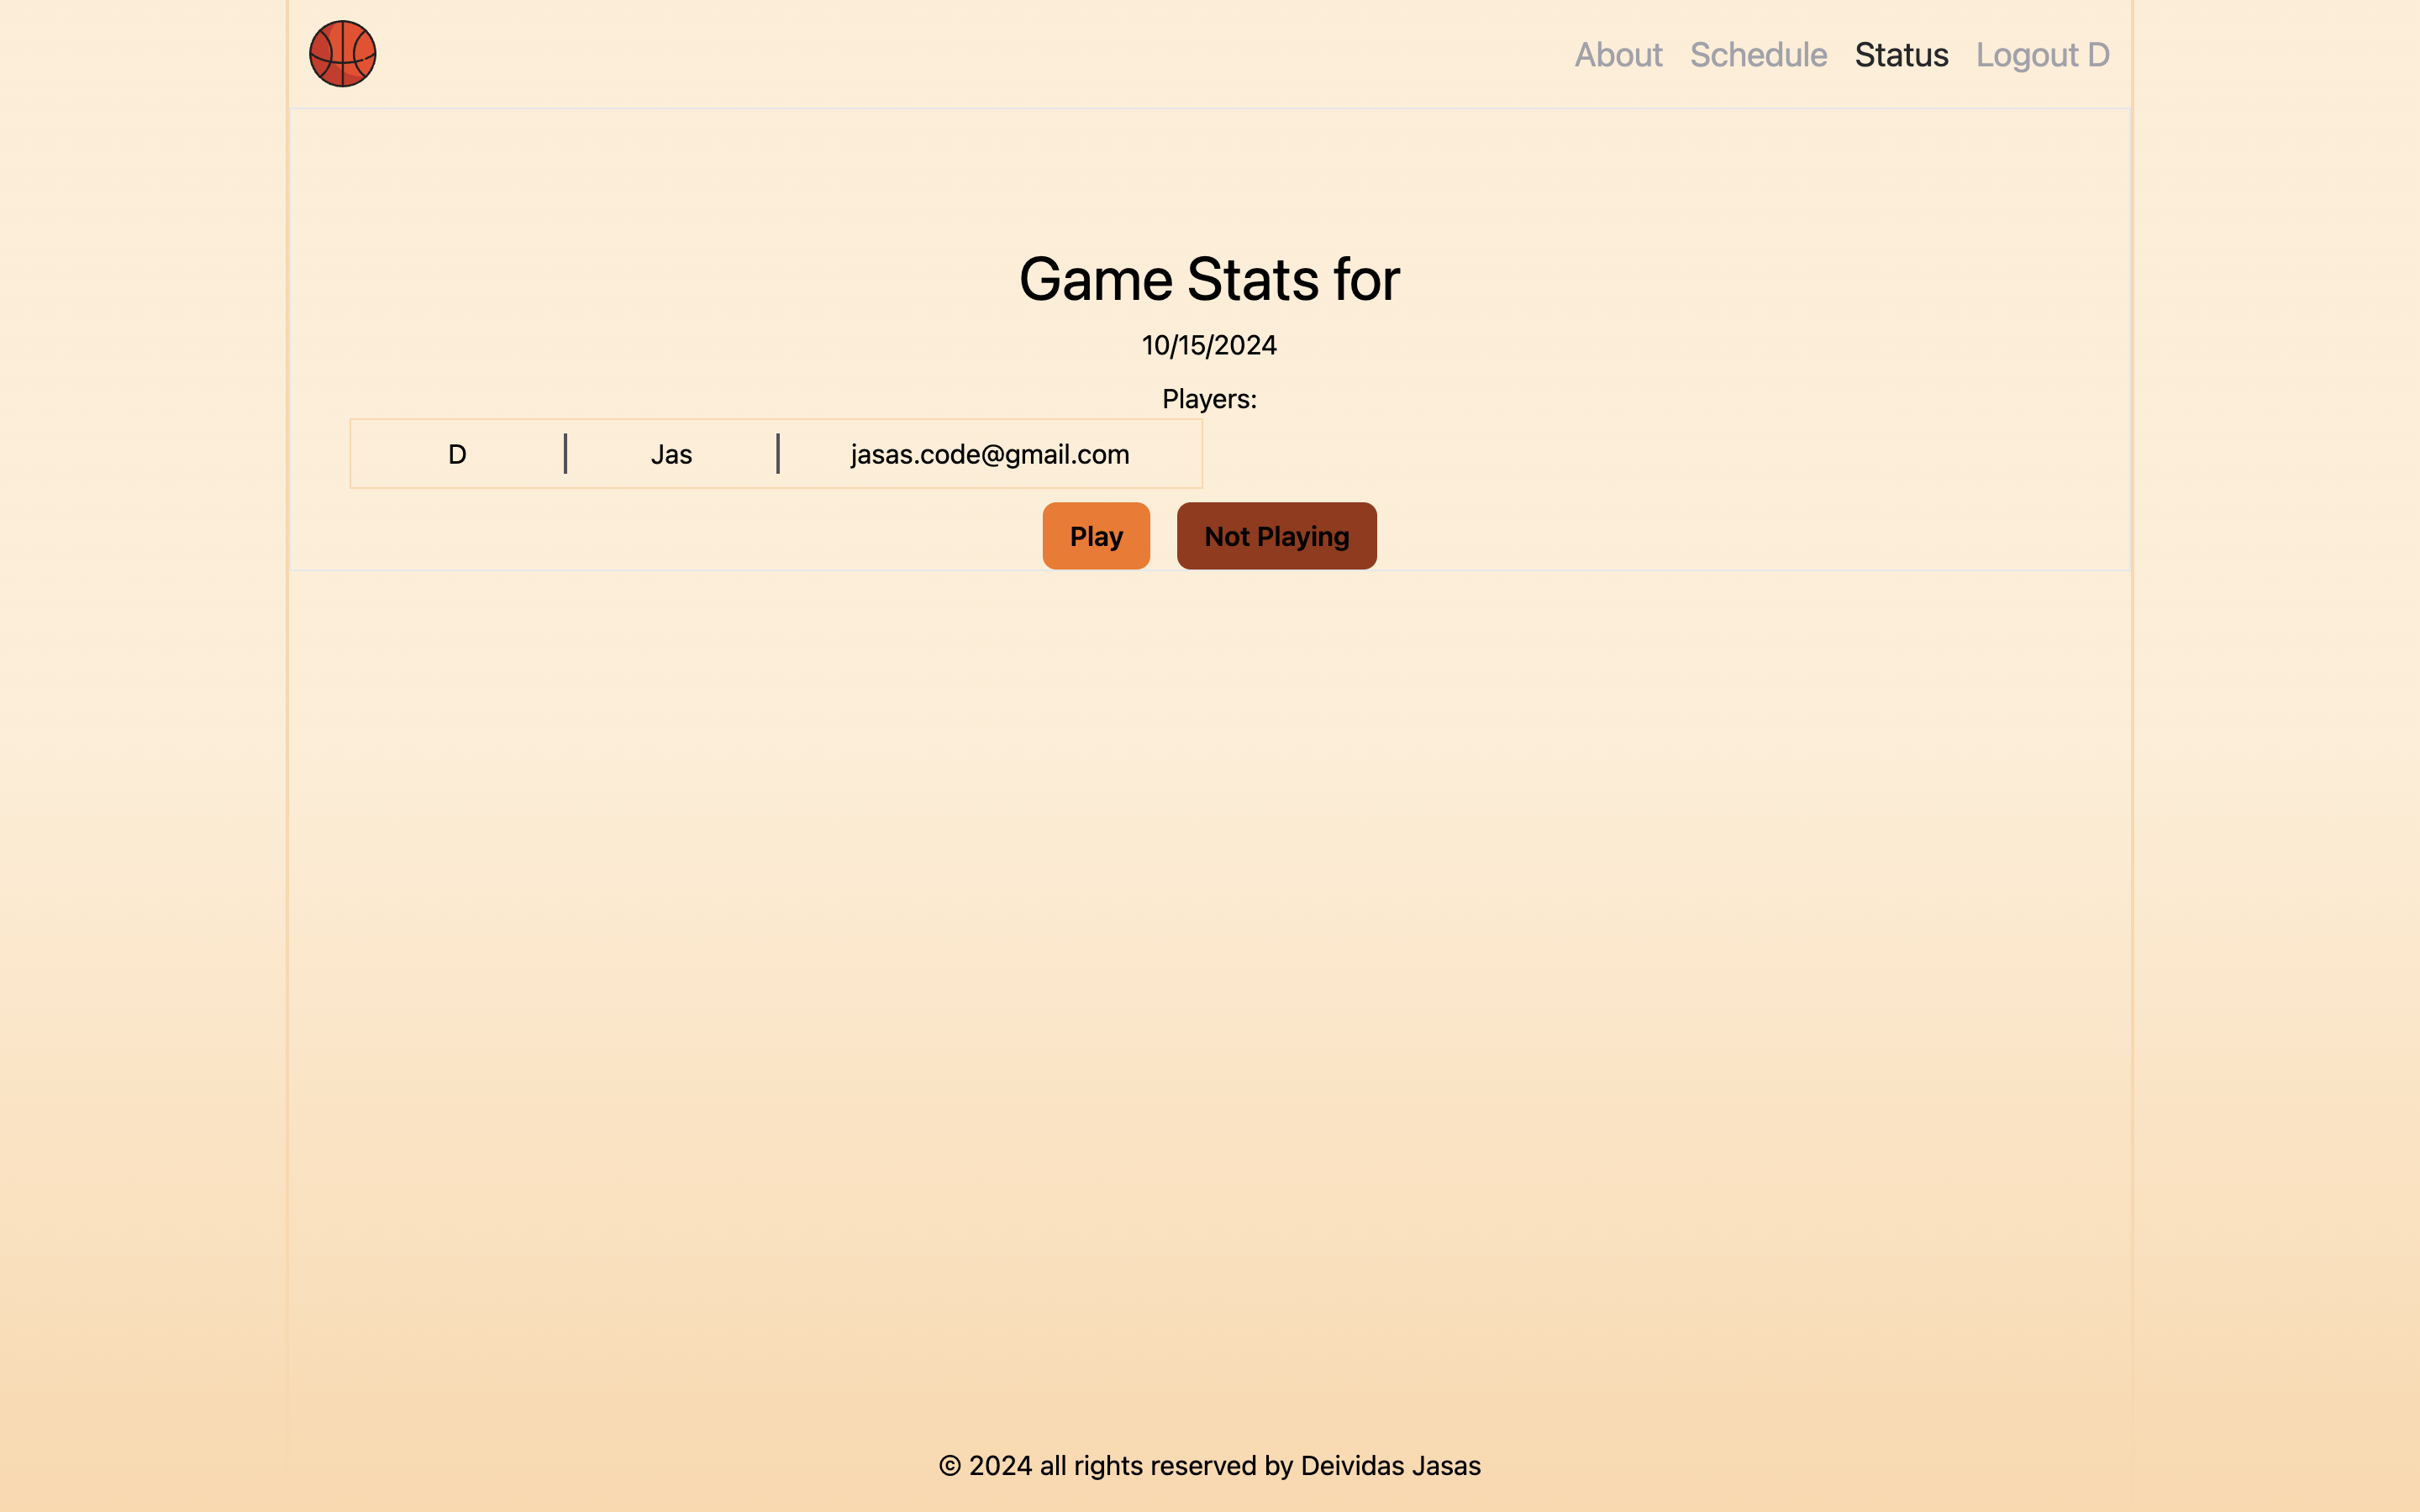 About Schedule Status Logout D
Game Stats for
10/15/2024
Players:
D Jas jasas.code@gmail.com
Play Not Playing
© 2024 all rights reserved by Deividas Jasas